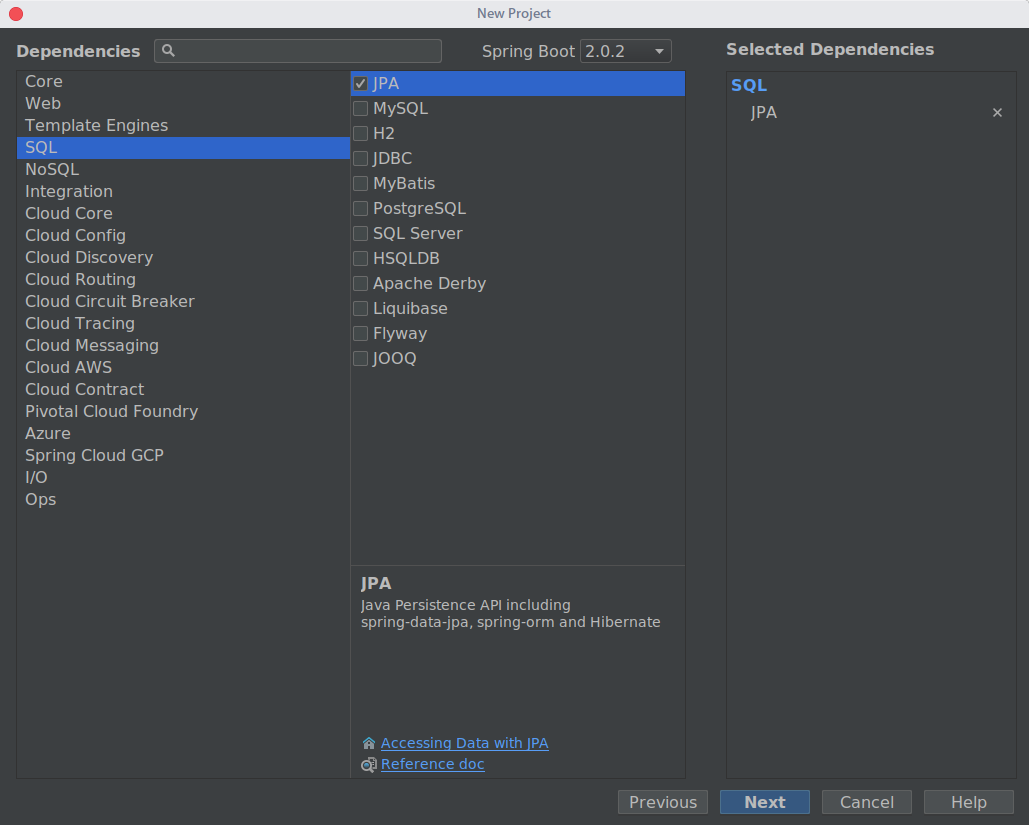 New Project
Dependencies
Spring Boot 2.0.2
Selected Dependencies
Core
Web
Template Engines
SQL
NoSQL
Integration
Cloud Core
Cloud Config
Cloud Discovery
Cloud Routing
Cloud Circuit Breaker
Cloud Tracing
Cloud Messaging
Cloud AWS
Cloud Contract
Pivotal Cloud Foundry
Azure
Spring Cloud GCP
I/O
Ops
JPA
MySQL
H2
JDBC
MyBatis
PostgreSQL
SQL Server
HSQLDB
Apache Derby
Liquibase
Flyway
JOOQ
JPA
Java Persistence API including
spring-data-jpa, spring-orm and Hibernate
Accessing Data with JPA
Reference doc
SQL
JPA
Previous
Next
Cancel
Help